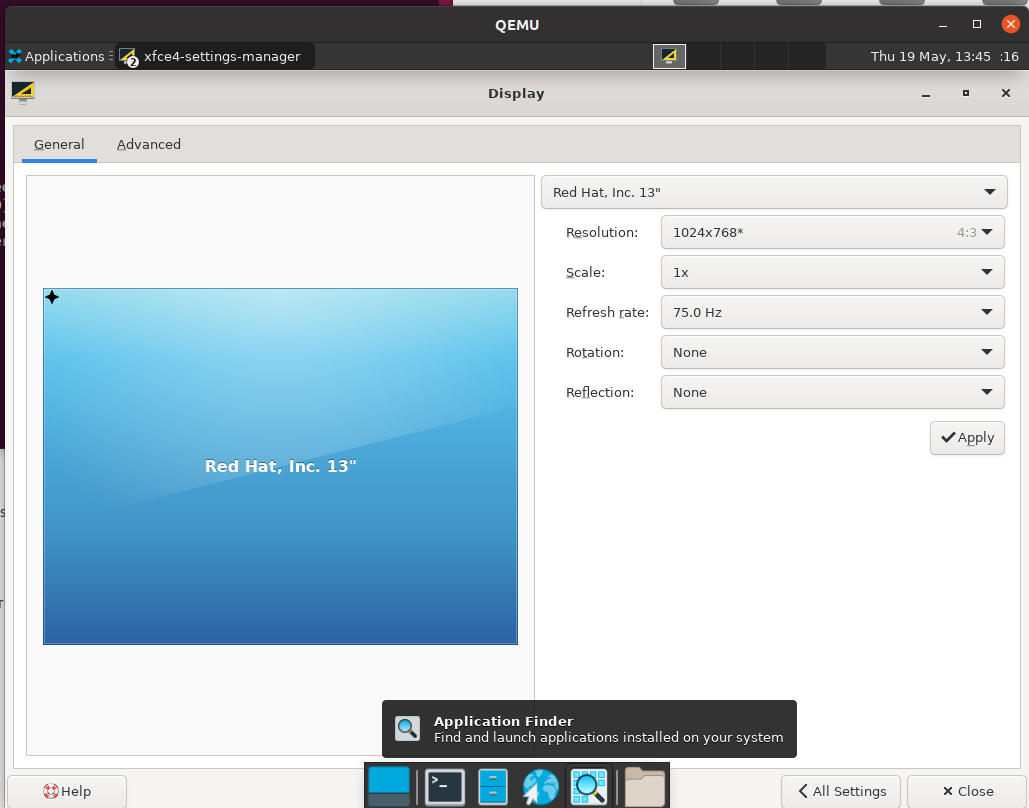 QEMU
Applications
2
xfce4-settings-manager
Thu 19 May, 13:45 :16
Display
General
Advanced
Red Hat, Inc. 13"
Resolution: 1024x768* 4:3
Scale: 1x
Refresh rate: 75.0 Hz
Rotation: None
Reflection: None
Apply
Red Hat, Inc. 13"
Application Finder
Find and launch applications installed on your system
Help
All Settings
Close